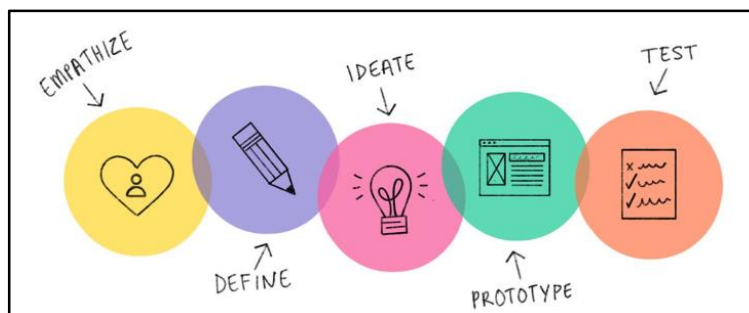 EMPATHIZE
DEFINE
IDEATE
PROTOTYPE
TEST